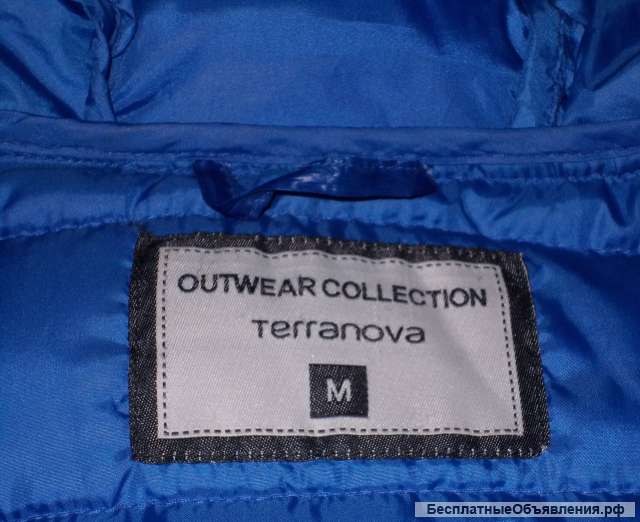 OUTWEAR COLLECTION
Terranova
M
БесплатныеОбъявления.рф